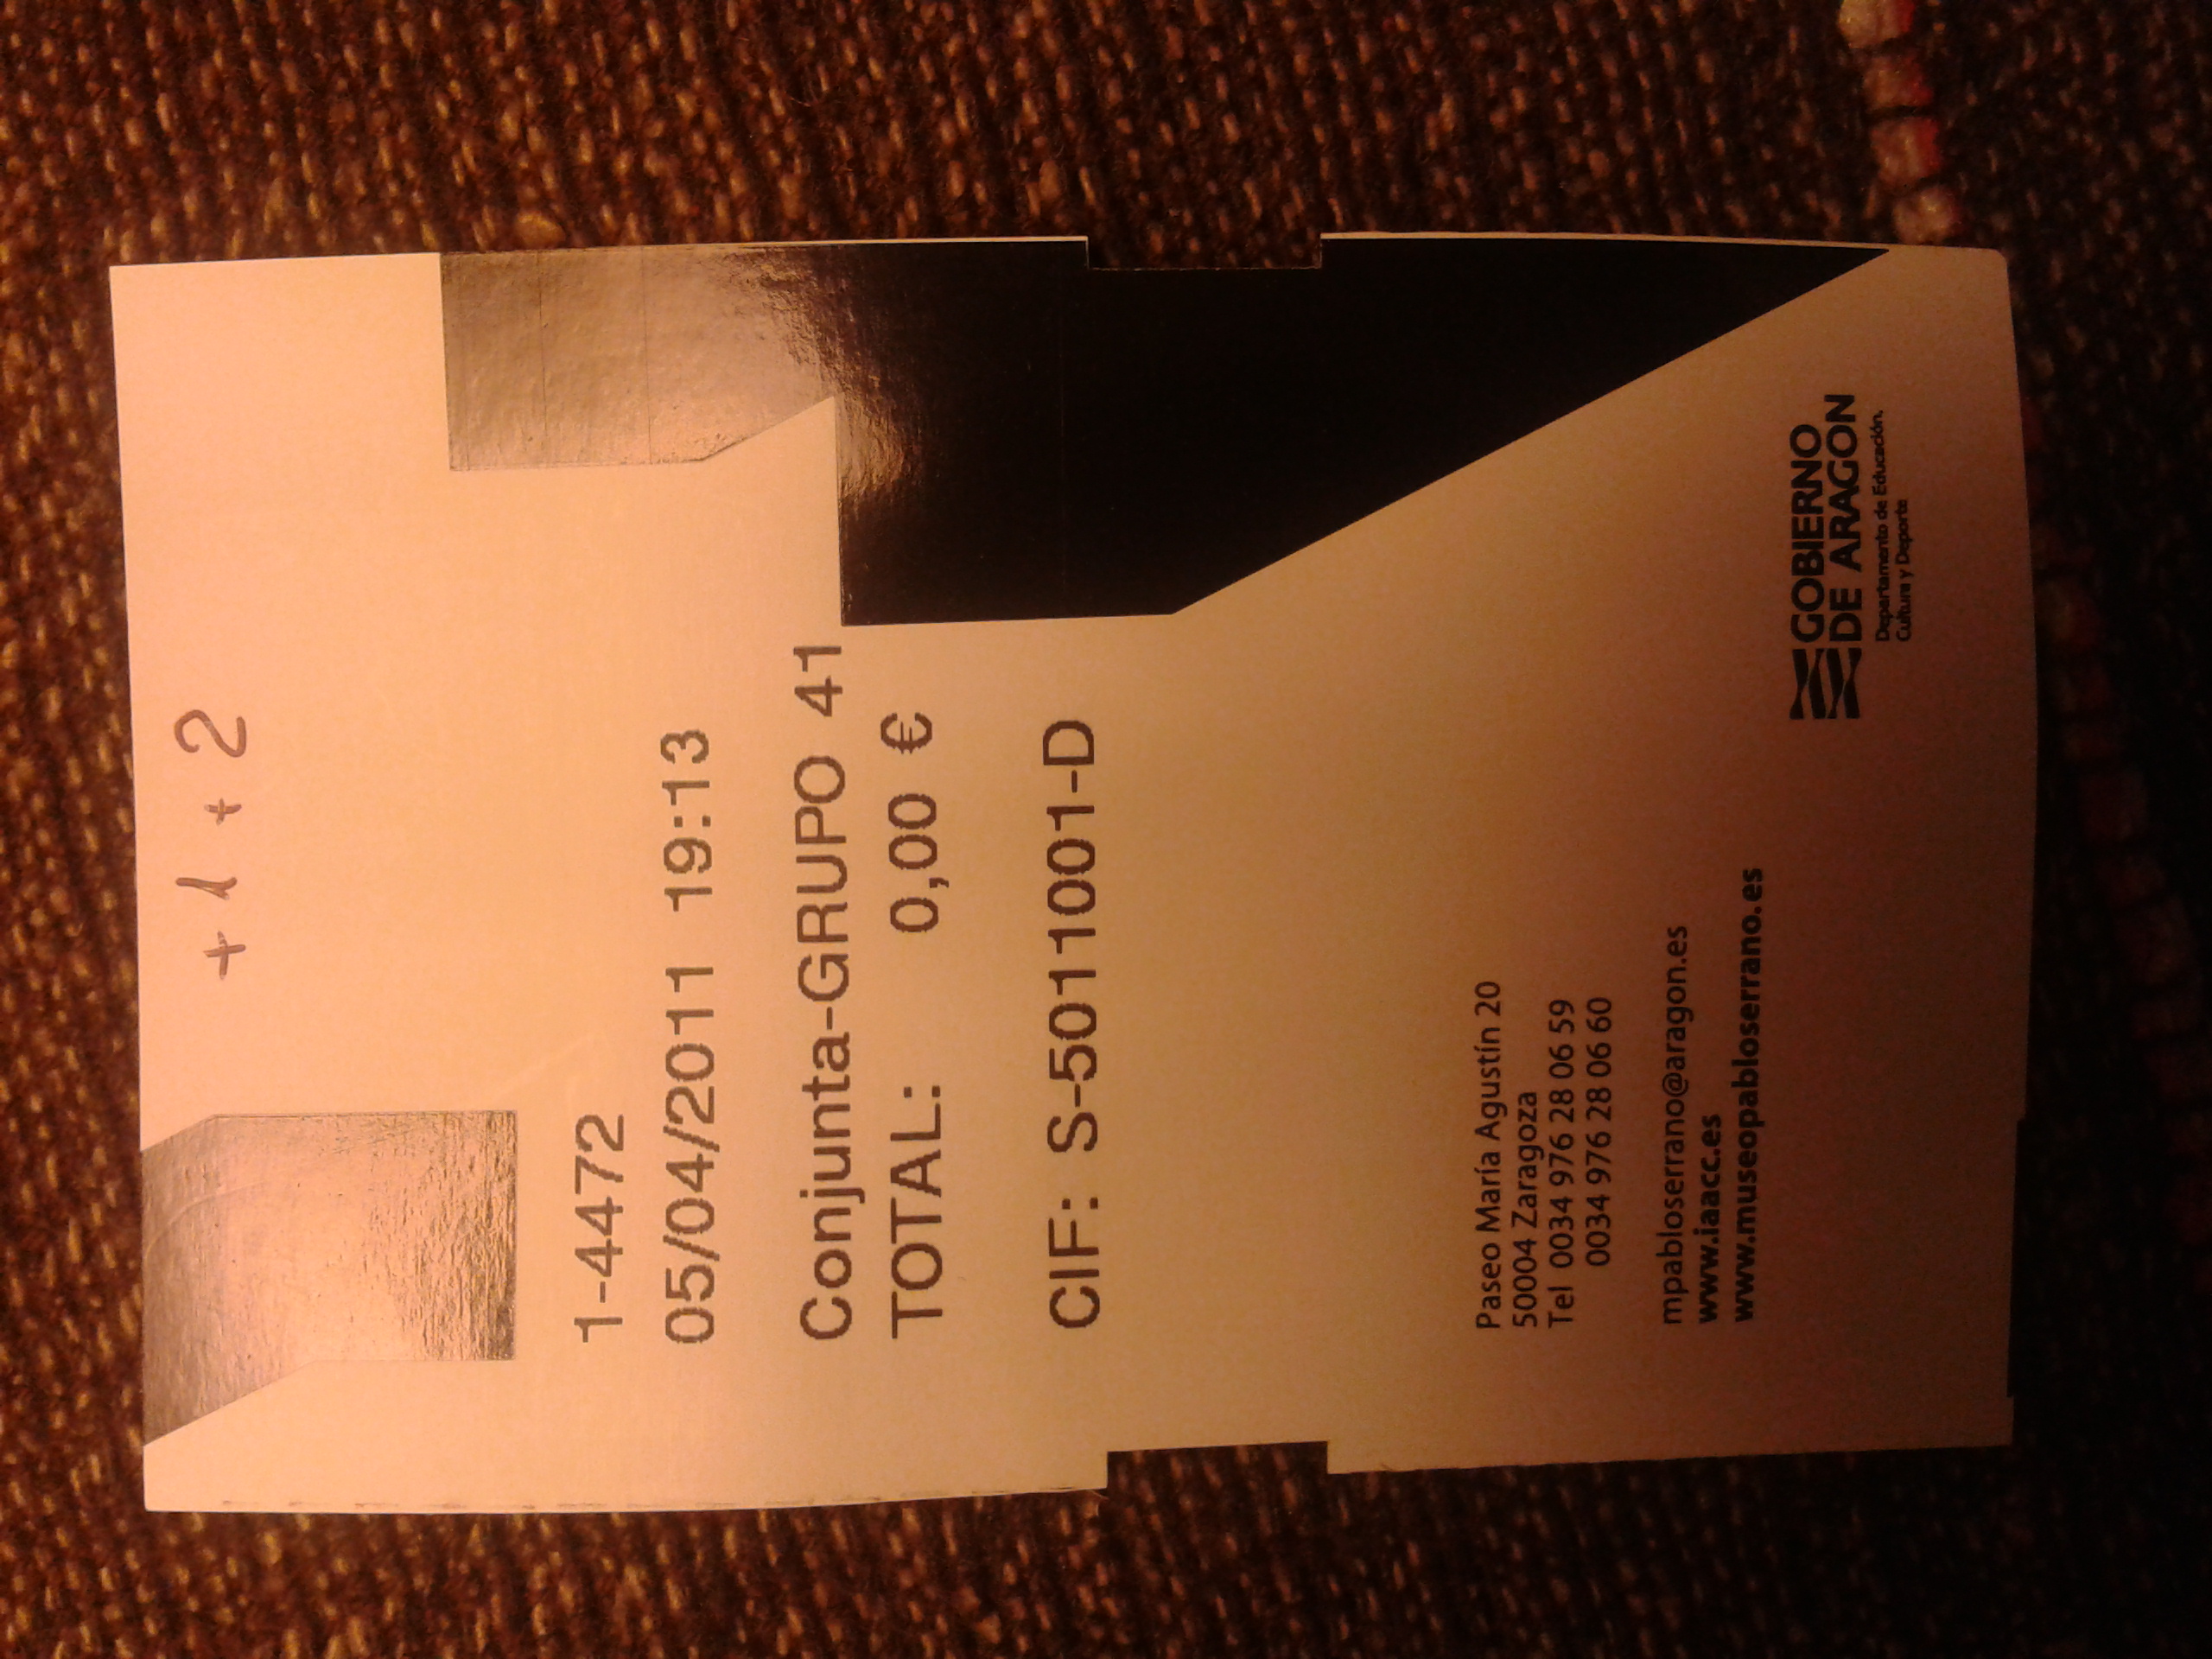 +1 +2
1-4472
05/04/2011 19:13
Conjunta-GRUPO 41
TOTAL: 0,00 €
CIF: S-5011001-D
Paseo María Agustín 20
50004 Zaragoza
Tel 0034 976 28 06 59
0034 976 28 06 60
mpabloserrano@aragon.es
www.iaacc.es
www.museopabloserrano.es
GOBIERNO
DE ARAGON
Departamento de Educación,
Cultura y Deporte